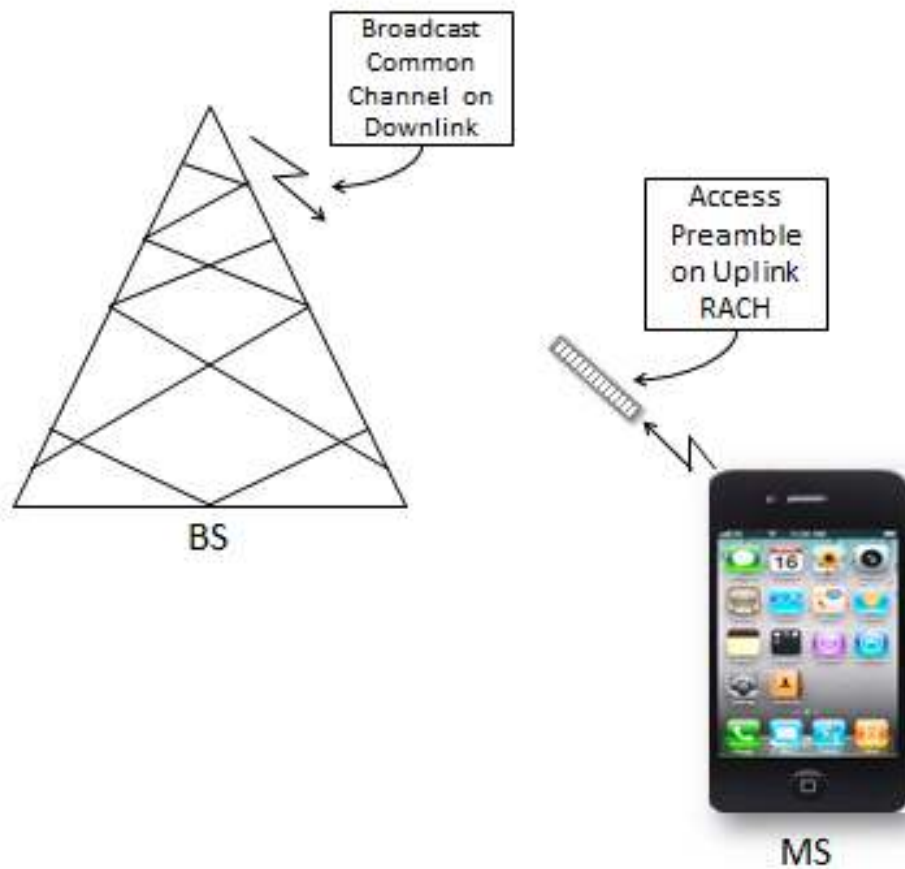 Broadcast
Common
Channel on
Downlink
Access
Preamble
on Uplink
RACH
BS
16
MS